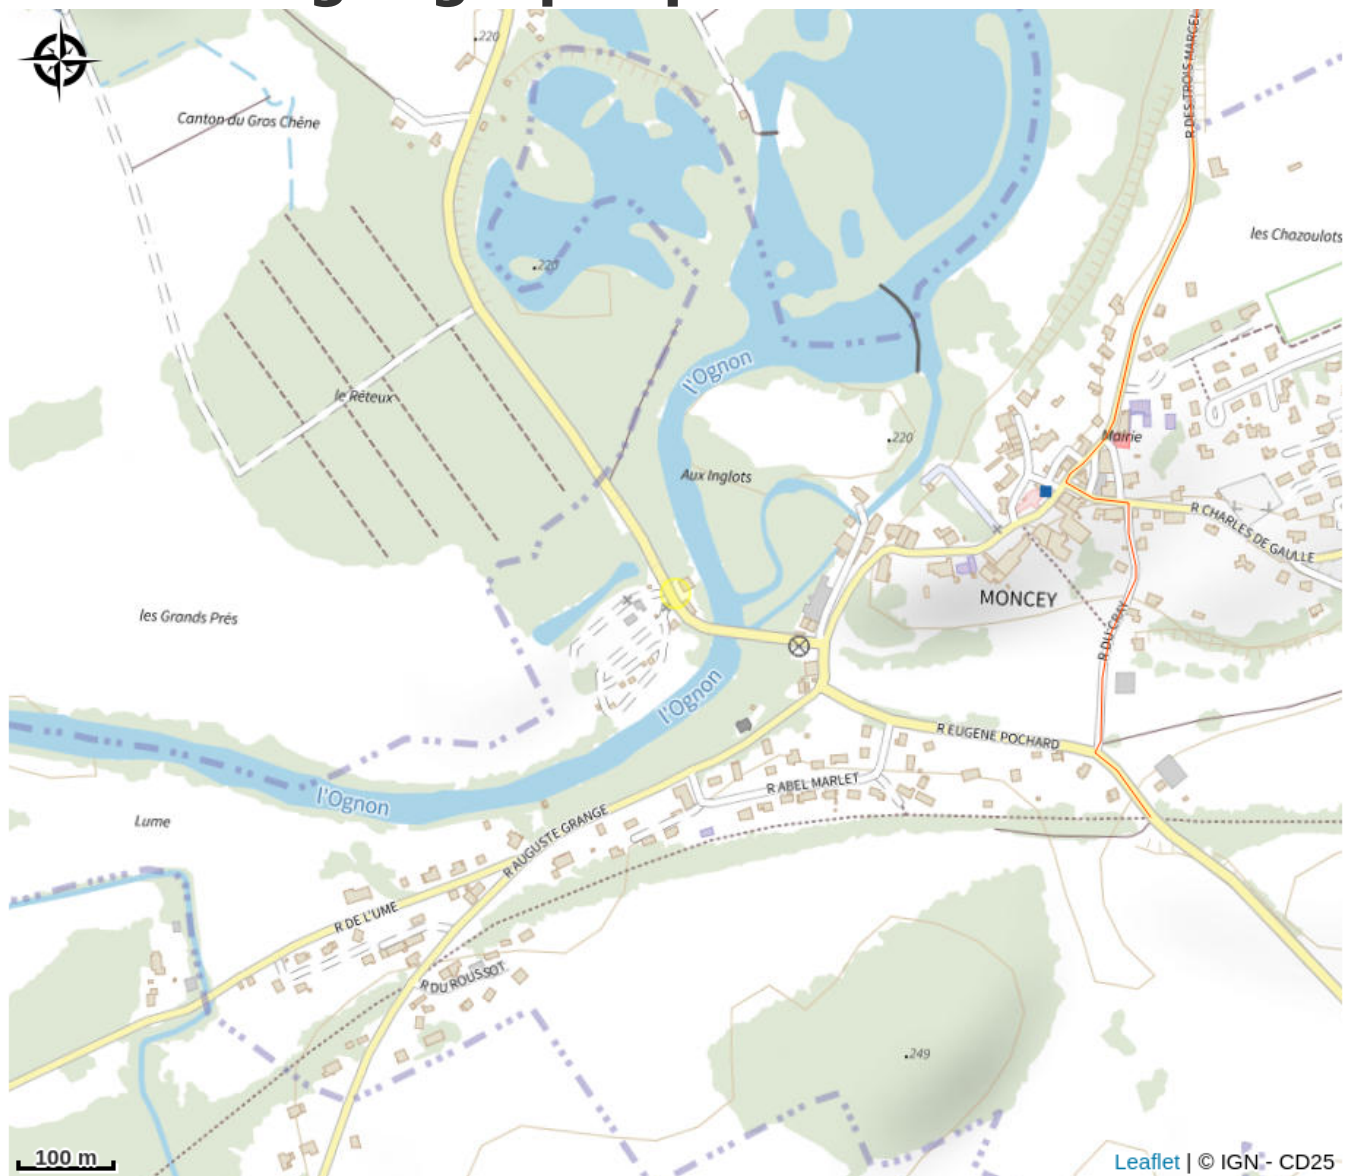 220
R DES TROIS MARCEL
Canton du Gros Chêne
les Chazoulots
220
l'Ognon
le Réteux
220
Mairie
Aux Inglots
R CHARLES DE GAULLE
MONCEY
les Grands Prés
R DU CRAY
l'Ognon
R EUGENE POCHARD
R ABEL MARLET
l'Ognon
Lume
R AUGUSTE GRANGE
R DE L'UME
R DU ROUSSOT
249
100 m
Leaflet | © IGN - CD25